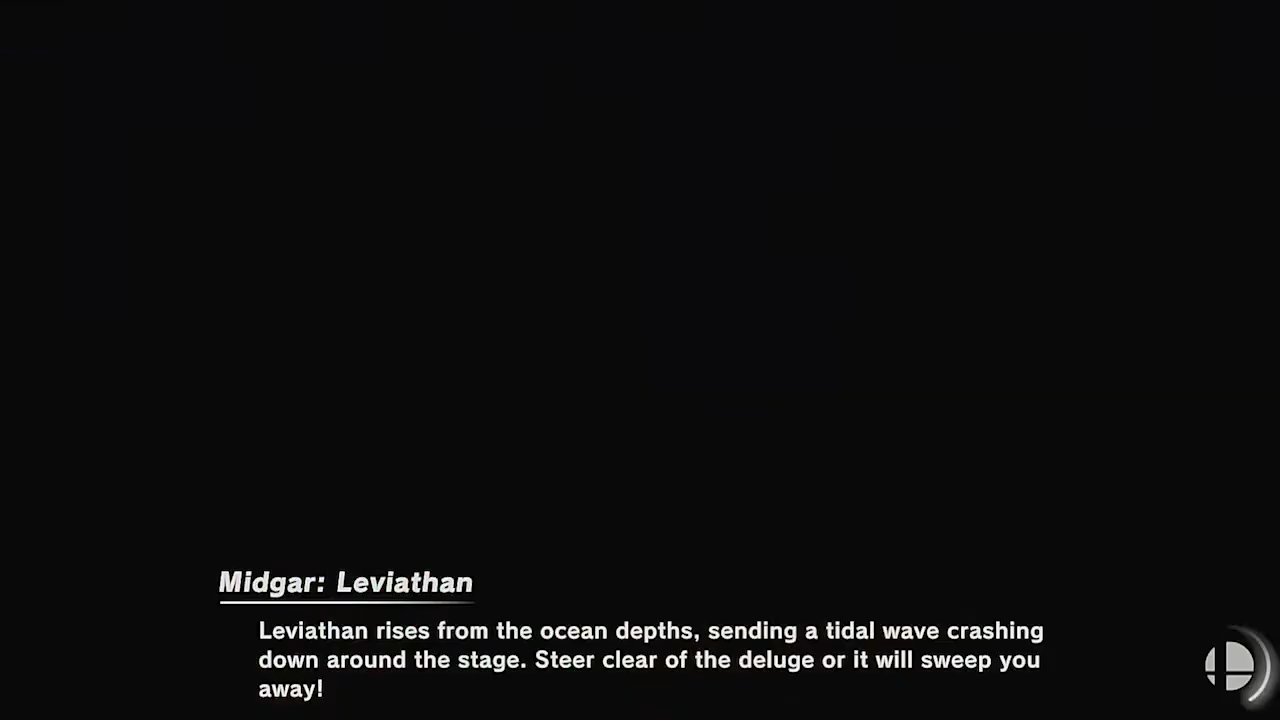 Midgar: Leviathan
Leviathan rises from the ocean depths, sending a tidal wave crashing
down around the stage. Steer clear of the deluge or it will sweep you
away!